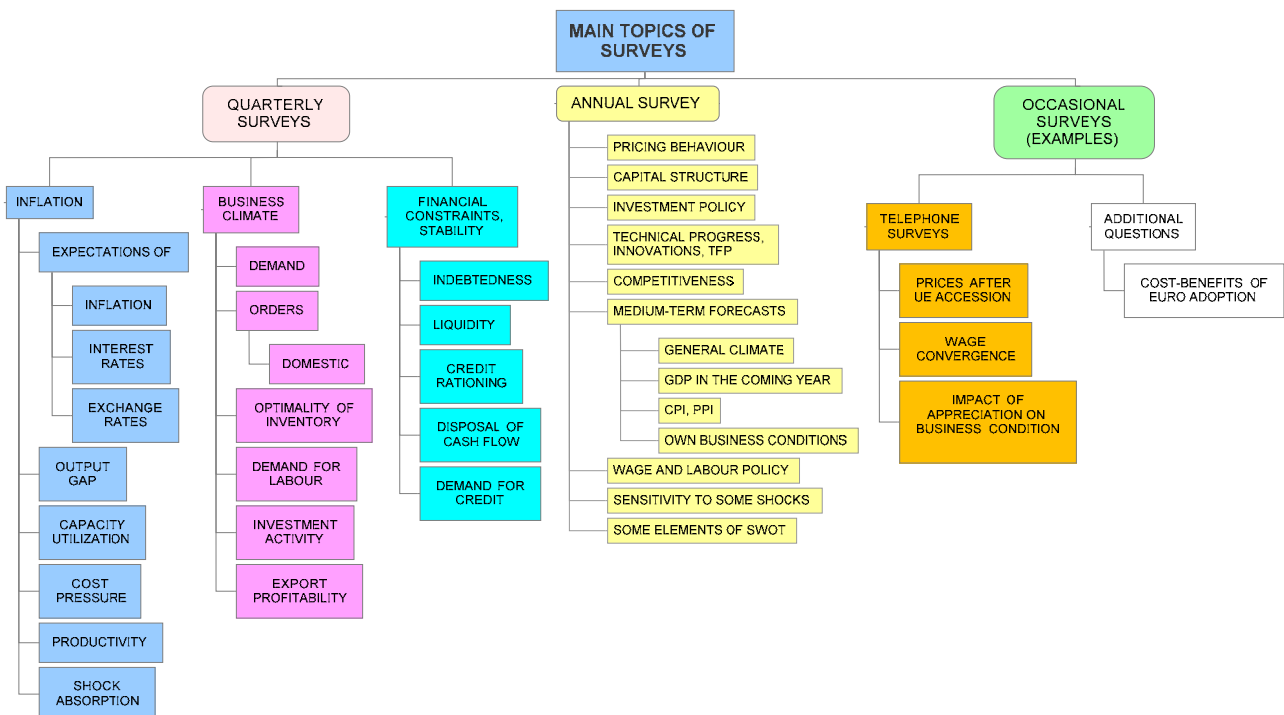 MAIN TOPICS OF
SURVEYS
QUARTERLY
SURVEYS
INFLATION
EXPECTATIONS OF
INFLATION
INTEREST
RATES
EXCHANGE
RATES
OUTPUT
GAP
CAPACITY
UTILIZATION
COST
PRESSURE
PRODUCTIVITY
SHOCK
ABSORPTION
BUSINESS
CLIMATE
DEMAND
ORDERS
DOMESTIC
OPTIMALITY OF
INVENTORY
DEMAND FOR
LABOUR
INVESTMENT
ACTIVITY
EXPORT
PROFITABILITY
FINANCIAL
CONSTRAINTS,
STABILITY
INDEBTEDNESS
LIQUIDITY
CREDIT
RATIONING
DISPOSAL OF
CASH FLOW
DEMAND FOR
CREDIT
ANNUAL SURVEY
PRICING BEHAVIOUR
CAPITAL STRUCTURE
INVESTMENT POLICY
TECHNICAL PROGRESS,
INNOVATIONS, TFP
COMPETITIVENESS
MEDIUM-TERM FORECASTS
GENERAL CLIMATE
GDP IN THE COMING YEAR
CPI, PPI
OWN BUSINESS CONDITIONS
WAGE AND LABOUR POLICY
SENSITIVITY TO SOME SHOCKS
SOME ELEMENTS OF SWOT
OCCASIONAL
SURVEYS
(EXAMPLES)
TELEPHONE
SURVEYS
PRICES AFTER
UE ACCESSION
WAGE
CONVERGENCE
IMPACT OF
APPRECIATION ON
BUSINESS CONDITION
ADDITIONAL
QUESTIONS
COST-BENEFITS OF
EURO ADOPTION